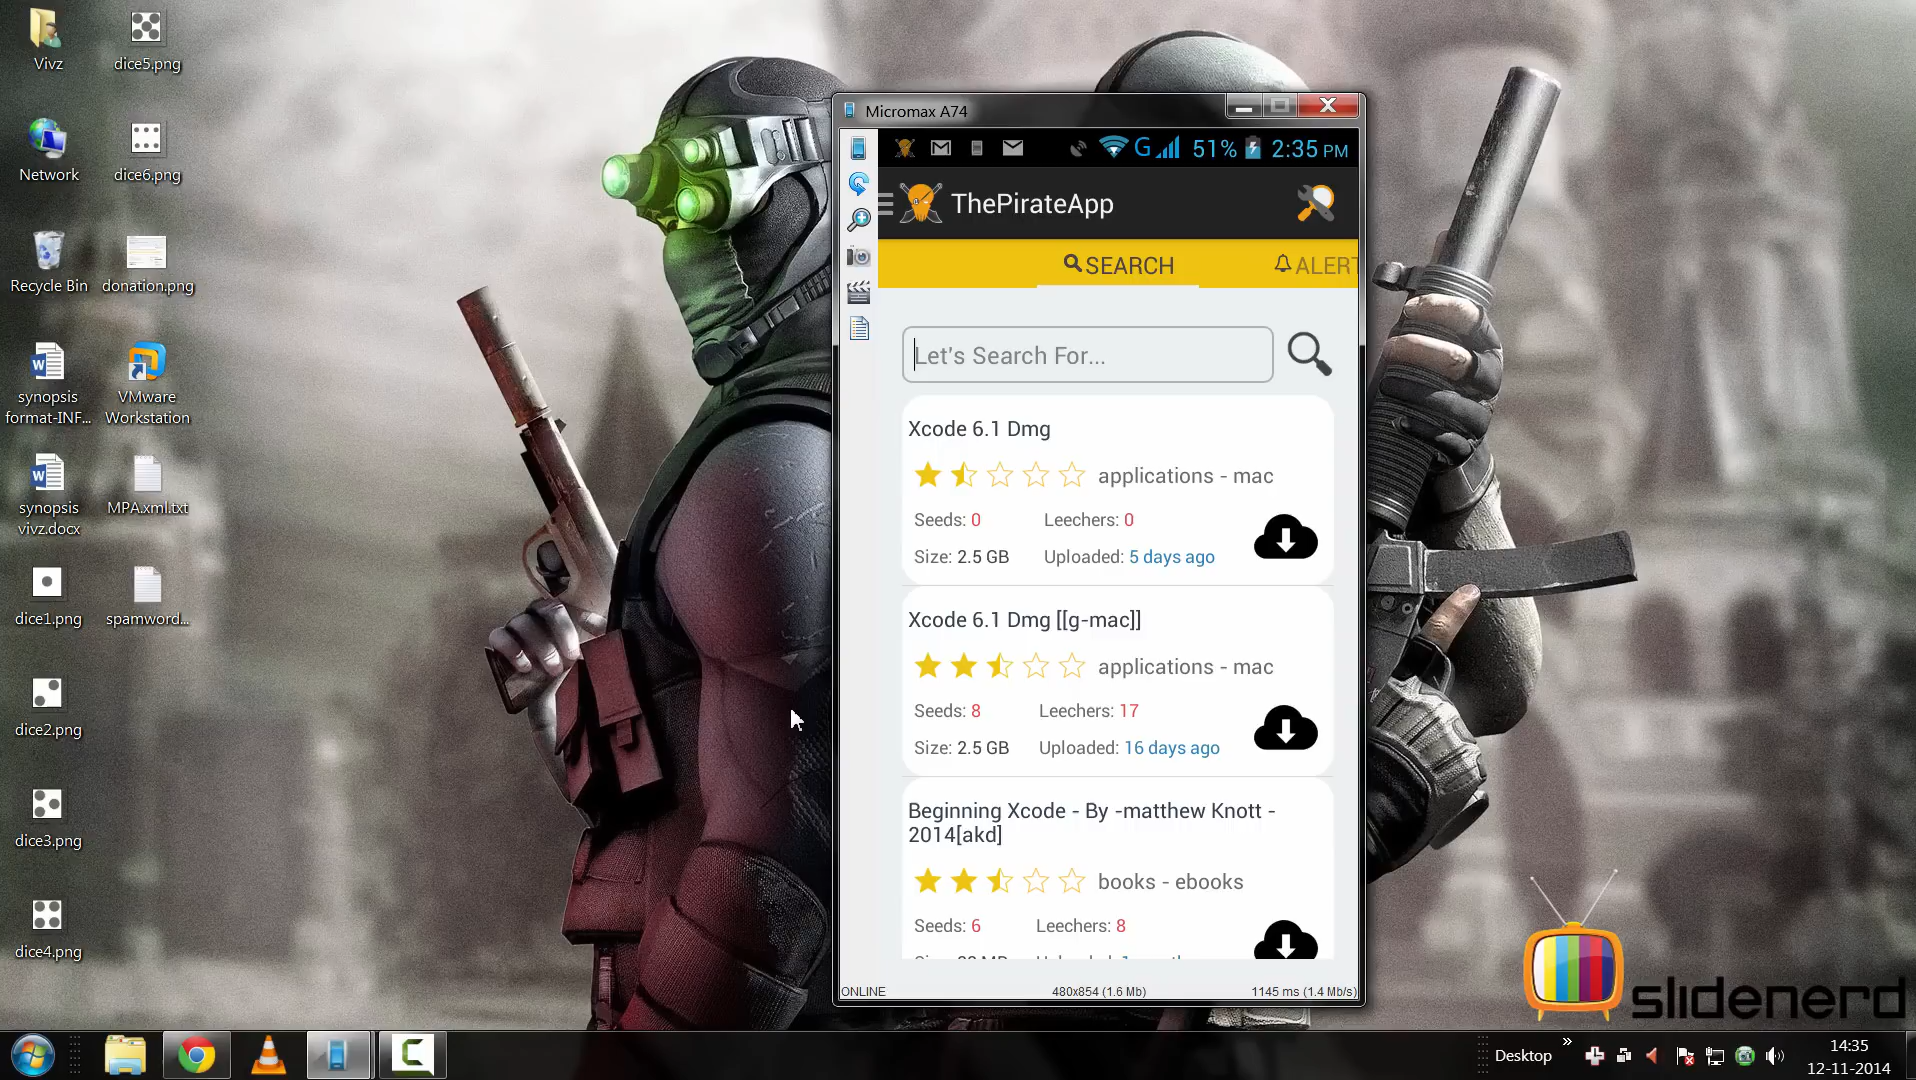 Vivz
dice5.png
Network
dice6.png
Recycle Bin
donation.png
synopsis
format-INF...
VMware
Workstation
synopsis
vivz.docx
MPA.xml.txt
dice1.png
spamword...
dice2.png
dice3.png
dice4.png
Micromax A74
G 51% 2:35 PM
ThePirateApp
SEARCH
ALERT
Let's Search For...
Xcode 6.1 Dmg
applications - mac
Seeds: 0 Leechers: 0
Size: 2.5 GB Uploaded: 5 days ago
Xcode 6.1 Dmg [[g-mac]]
applications - mac
Seeds: 8 Leechers: 17
Size: 2.5 GB Uploaded: 16 days ago
Beginning Xcode - By -matthew Knott -
2014[akd]
books - ebooks
Seeds: 6 Leechers: 8
ONLINE 480x854 (1.6 Mb) 1145 ms (1.4 Mb/s)
slidenerd
Desktop »
14:35
12-11-2014